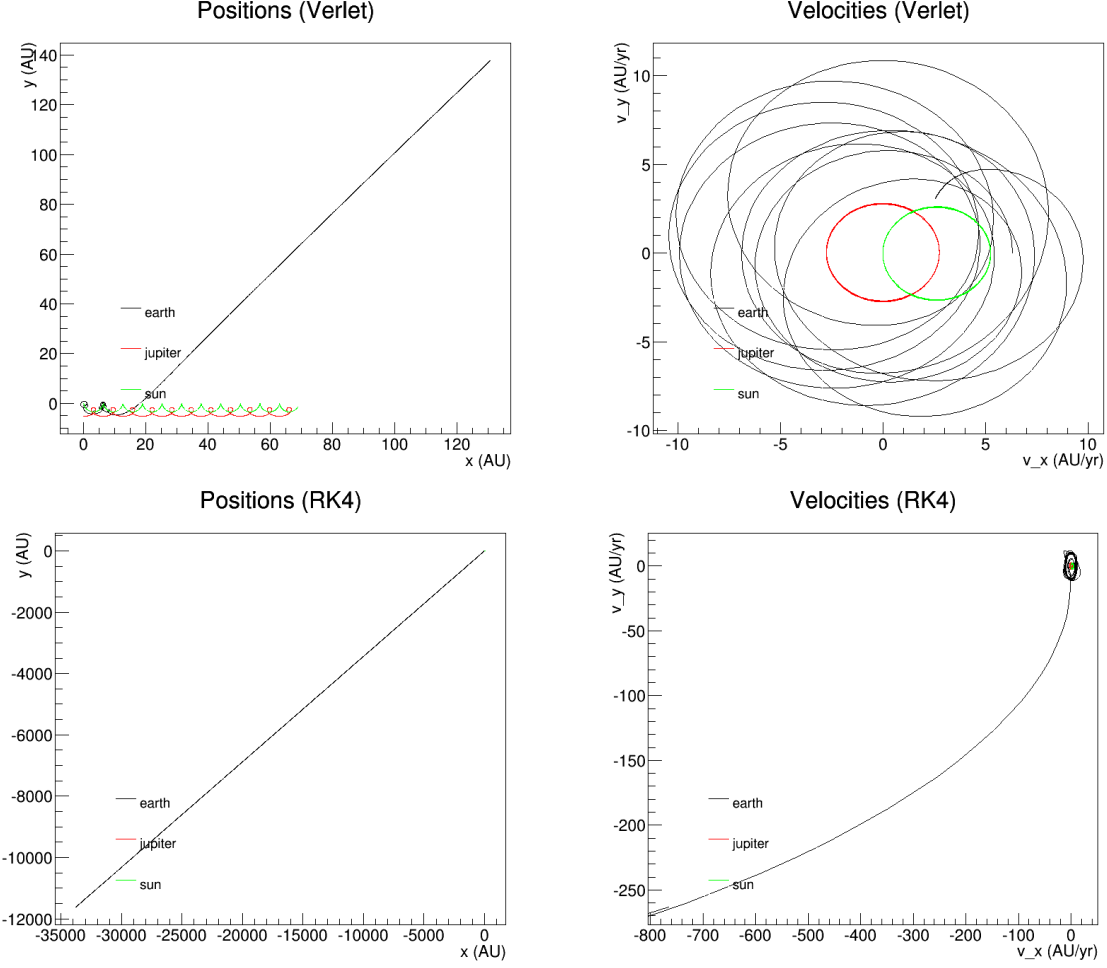 Positions (Verlet)
y (AU)
140
120
100
80
60
40
20
0
earth
jupiter
sun
0 20 40 60 80 100 120
x (AU)
Velocities (Verlet)
v_y (AU/yr)
10
5
0
-5
-10
earth
jupiter
sun
-10 -5 0 5 10
v_x (AU/yr)
Positions (RK4)
y (AU)
0
-2000
-4000
-6000
-8000
-10000
-12000
earth
jupiter
sun
-35000 -30000 -25000 -20000 -15000 -10000 -5000 0
x (AU)
Velocities (RK4)
v_y (AU/yr)
0
-50
-100
-150
-200
-250
earth
jupiter
sun
-800 -700 -600 -500 -400 -300 -200 -100 0
v_x (AU/yr)